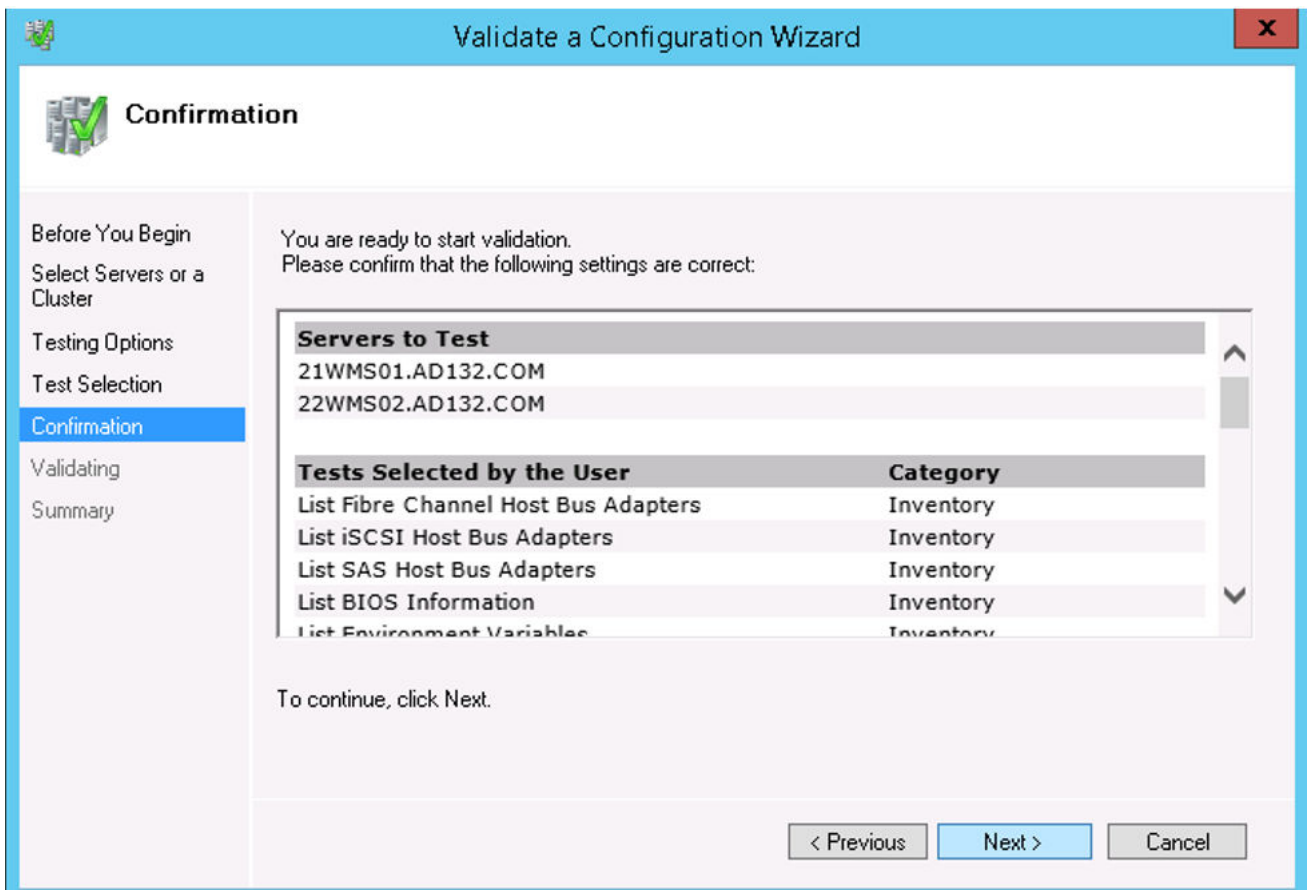 Validate a Configuration Wizard
x
Confirmation
Before You Begin
Select Servers or a
Cluster
Testing Options
Test Selection
Confirmation
Validating
Summary
You are ready to start validation.
Please confirm that the following settings are correct:
Servers to Test
21WMS01.AD132.COM
22WMS02.AD132.COM
Tests Selected by the User Category
List Fibre Channel Host Bus Adapters Inventory
List iSCSI Host Bus Adapters Inventory
List SAS Host Bus Adapters Inventory
List BIOS Information Inventory
List Environment Variables Inventory
To continue, click Next.
< Previous Next > Cancel